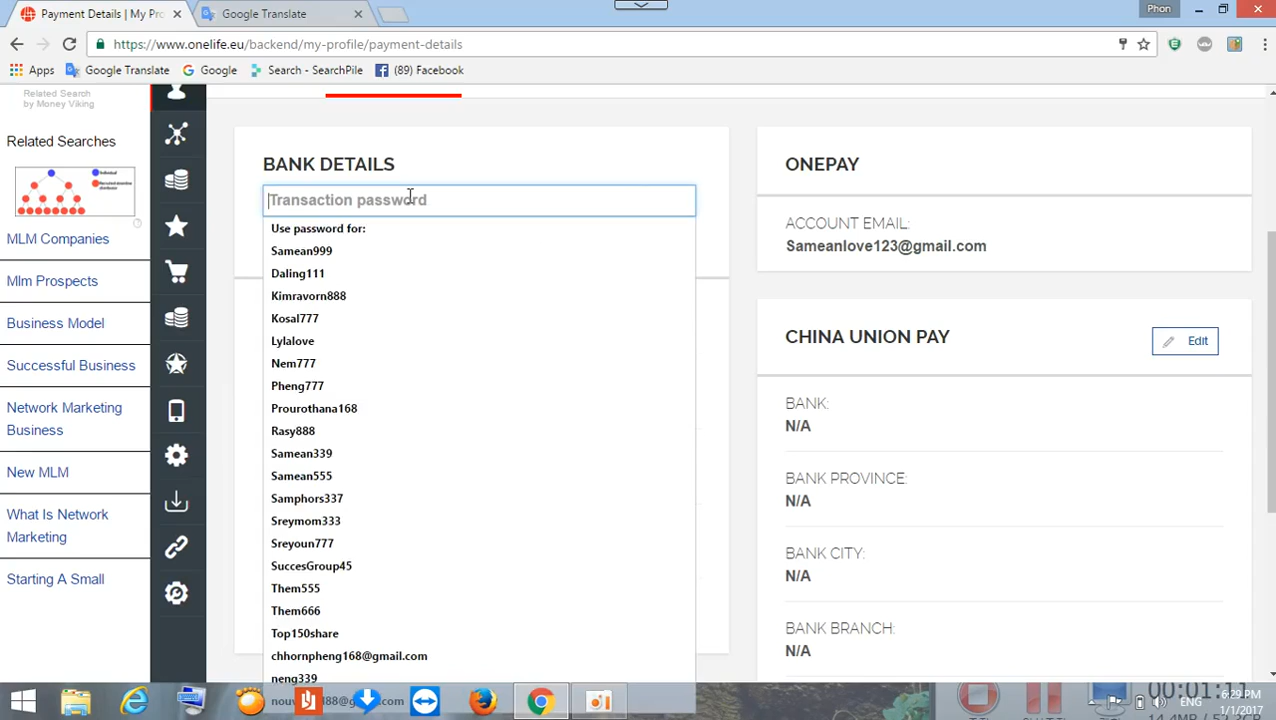 Payment Details | My Pro
Google Translate
Phon
https://www.onelife.eu/backend/my-profile/payment-details
Apps
Google Translate
Google
Search - SearchPile
(89) Facebook
Related Search
by Money Viking
Related Searches
MLM Companies
Mlm Prospects
Business Model
Successful Business
Network Marketing
Business
New MLM
What Is Network
Marketing
Starting A Small
BANK DETAILS
Transaction password
Use password for:
Samean999
Daling111
Kimravorn888
Kosal777
Lylalove
Nem777
Pheng777
Prourothana168
Rasy888
Samean339
Samean555
Samphors337
Sreymom333
Sreyoun777
SuccesGroup45
Them555
Them666
Top150share
chhornpheng168@gmail.com
neng339
ONEPAY
ACCOUNT EMAIL:
Sameanlove123@gmail.com
CHINA UNION PAY
Edit
BANK:
N/A
BANK PROVINCE:
N/A
BANK CITY:
N/A
BANK BRANCH:
N/A
ENG
6:29 PM
1/1/2017